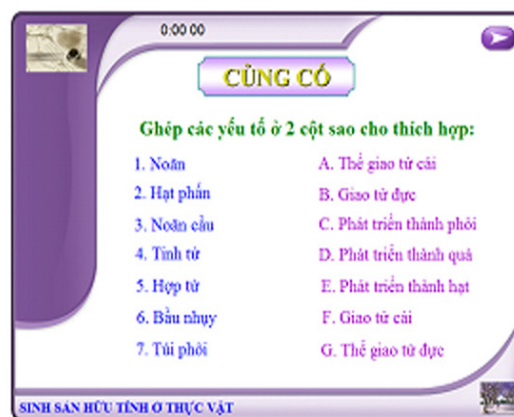 0:00 00
CỦNG CỐ
Ghép các yếu tố ở 2 cột sao cho thích hợp:
1. Noãn
A. Thể giao tử cái
2. Hạt phấn
B. Giao tử đực
3. Noãn cầu
C. Phát triển thành phôi
4. Tinh tử
D. Phát triển thành quả
5. Hợp tử
E. Phát triển thành hạt
6. Bầu nhụy
F. Giao tử cái
7. Túi phôi
G. Thể giao tử đực
SINH SẢN HỮU TÍNH Ở THỰC VẬT